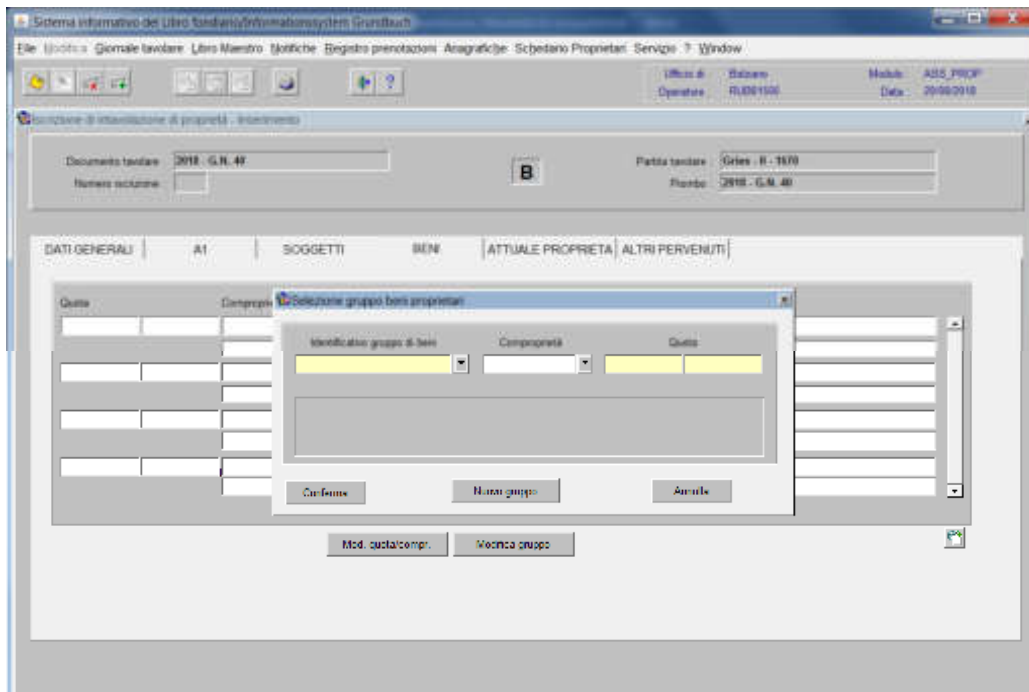 Sistema informativo del Libro fondiario/Informationssystem Grundbuch
File Modifica Giornale tavolare Libro Maestro Notifiche Registro prenotazioni Anagrafiche Schedario Proprietari Servizio ? Window
Ufficio di Bolzano Modulo ABS_PROP
Operatore Data 20/08/2018
Iscrizione di intavolazione di proprietà - Inserimento
Documento tavolare 2018 - G.N. 40 B Partita tavolare Gries - II - 1670
Numero iscrizione Piombo 2018 - G.N. 40
DATI GENERALI A1 SOGGETTI BENI ATTUALE PROPRIETA ALTRI PERVENUTI
Quota
Selezione gruppo beni proprietari
Identificativo gruppo di beni Comproprietà Quota
Conferma Nuovo gruppo Annulla
Mod. quota/compr. Modifica gruppo